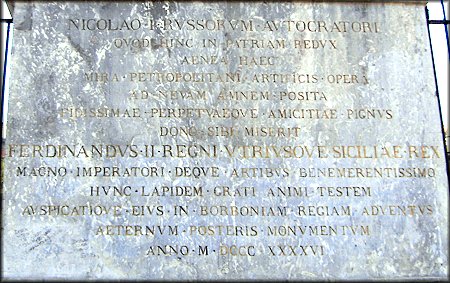 NICOLAO · I · RVSSORVM · AVTOCRATORI
QVOD · HINC · IN · PATRIAM · REDVX
AENEA · HAEC
MIRA · PETROPOLITANI · ARTIFICIS · OPERA
AD · NEVAM · AMNEM · POSITA
FIDISSIMAE · PERPETVAEQVE · AMICITIAE · PIGNVS
DONO · SIBI · MISERIT
FERDINANDVS · II · REGNI · VTRIVSQVE · SICILIAE · REX
MAGNO · IMPERATORI · DEQVE · ARTIBVS · BENEMERENTISSIMO
HVNC · LAPIDEM · GRATI · ANIMI · TESTEM
AVSPICATIQVE · EIVS · IN · BORBONIAM · REGIAM · ADVENTVS
AETERNVM · POSTERIS · MONVMENTVM
ANNO · M · DCCC · XXXXVI